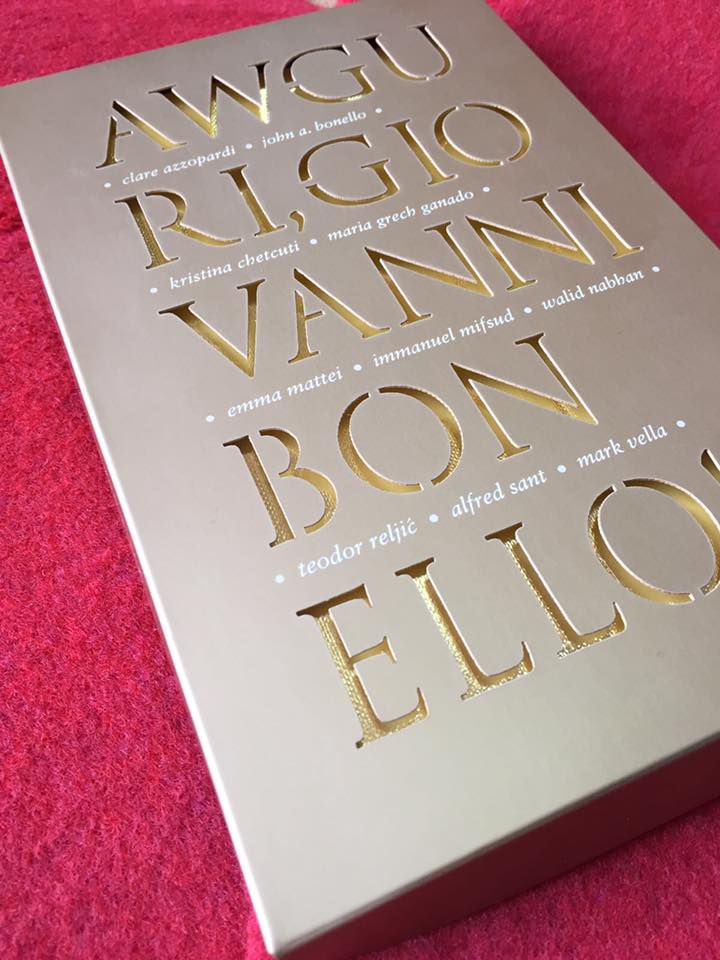 AWGU
• clare azzopardi • john a. bonello •
RI, GIO
• kristina chetcuti • maria grech ganado •
VANNI
• emma mattei • immanuel mifsud • walid nabhan •
BON
• teodor reljić • alfred sant • mark vella •
ELLO!